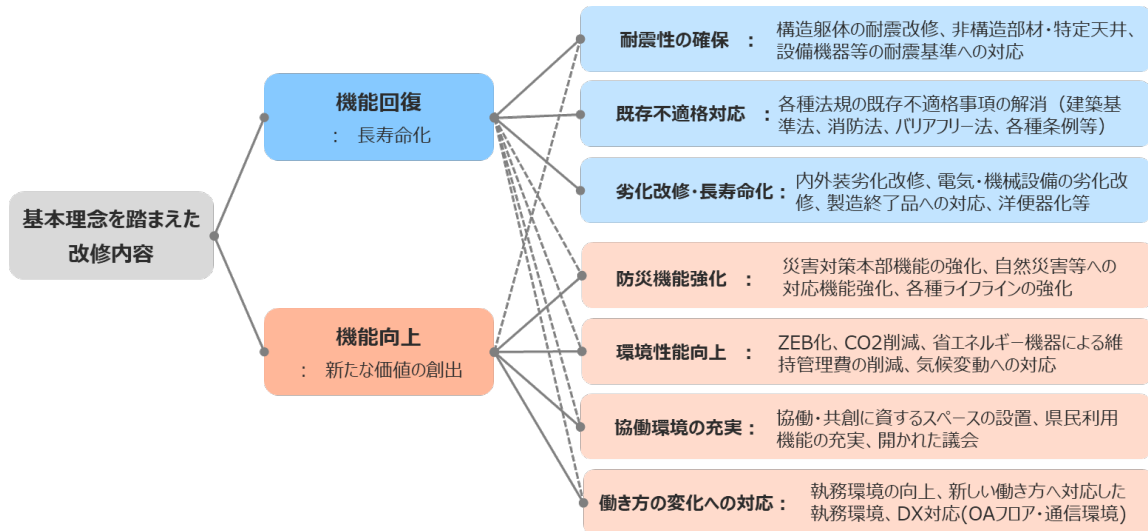 基本理念を踏まえた
改修内容
機能回復
： 長寿命化
機能向上
： 新たな価値の創出
耐震性の確保 ： 構造躯体の耐震改修、非構造部材・特定天井、
設備機器等の耐震基準への対応
既存不適格対応 ： 各種法規の既存不適格事項の解消（建築基
準法、消防法、バリアフリー法、各種条例等）
劣化改修・長寿命化： 内外装劣化改修、電気・機械設備の劣化改
修、製造終了品への対応、洋便器化等
防災機能強化 ： 災害対策本部機能の強化、自然災害等への
対応機能強化、各種ライフラインの強化
環境性能向上 ： ZEB化、CO2削減、省エネルギー機器による維
持管理費の削減、気候変動への対応
協働環境の充実： 協働・共創に資するスペースの設置、県民利用
機能の充実、開かれた議会
働き方の変化への対応： 執務環境の向上、新しい働き方へ対応した
執務環境、DX対応(OAフロア・通信環境)